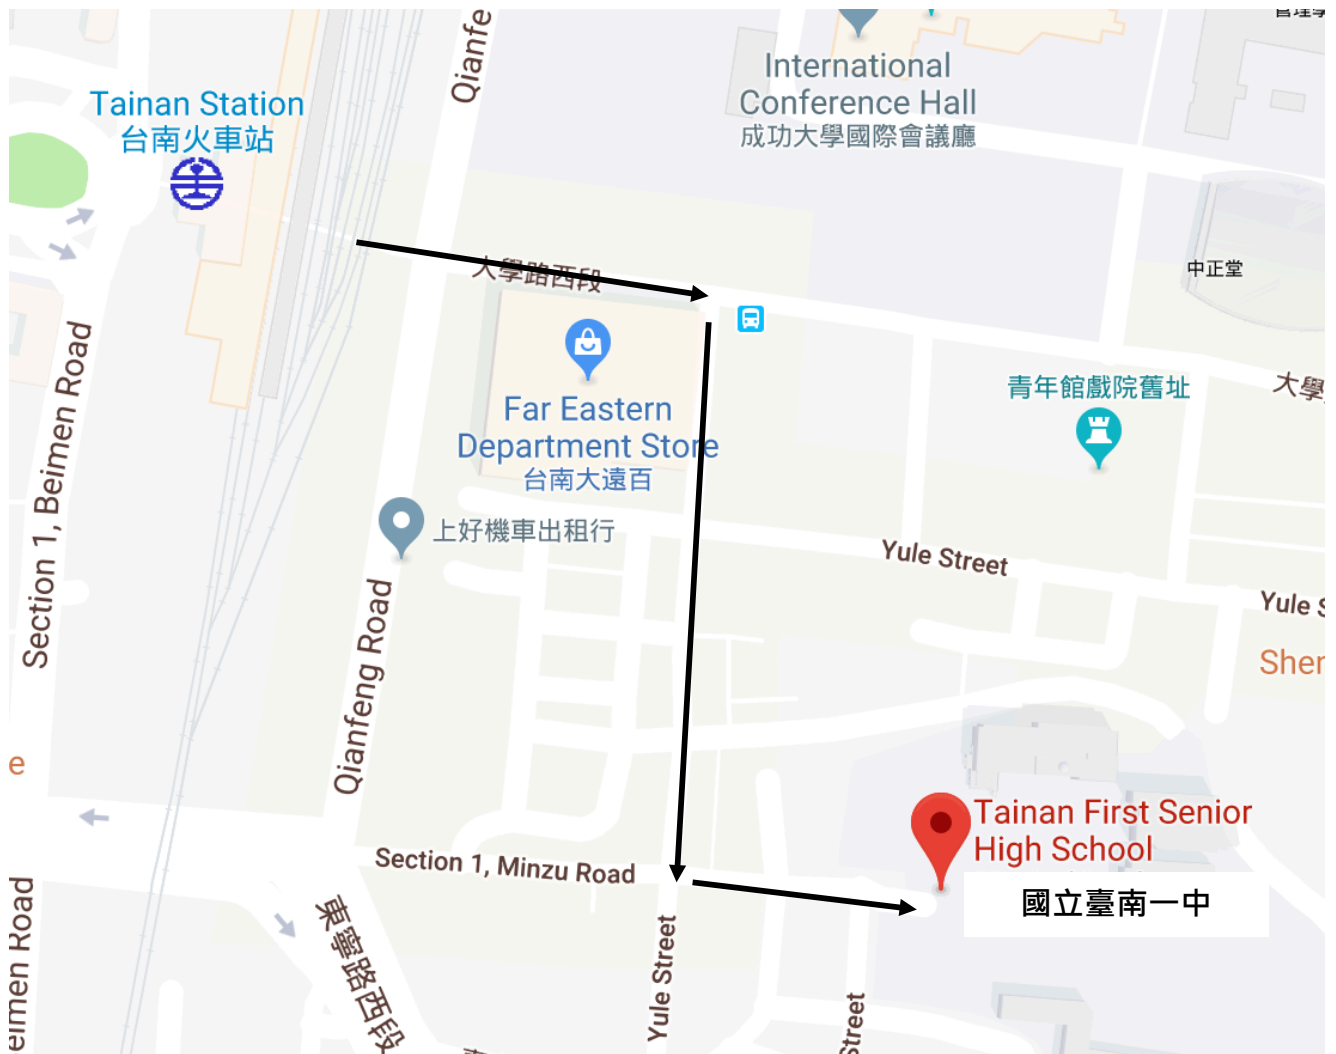 Qianfe
International
Conference Hall
成功大學國際會議廳
Tainan Station
台南火車站
中正堂
大學路西段
青年館戲院舊址
大學
Far Eastern
Department Store
台南大遠百
Section 1, Beimen Road
上好機車出租行
Yule Street
Yule S
Sher
Qianfeng Road
e
Tainan First Senior
High School
國立臺南一中
Section 1, Minzu Road
東寧路西段
Yule Street
Street
eimen Road